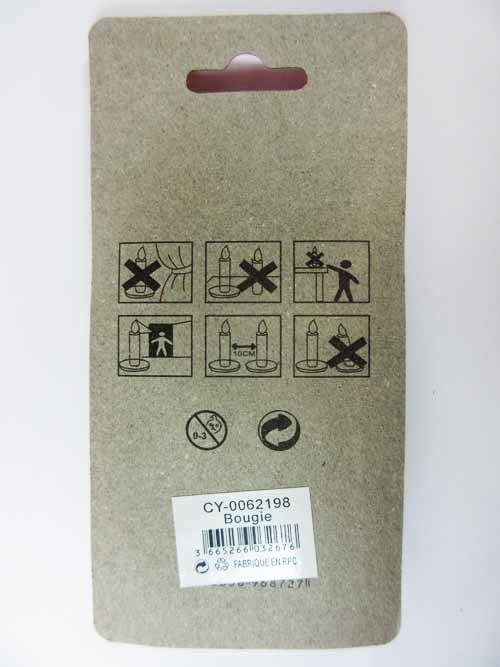 10CM
0-3
CY-0062198
Bougie
3 665266 032676
FABRIQUE EN RPC